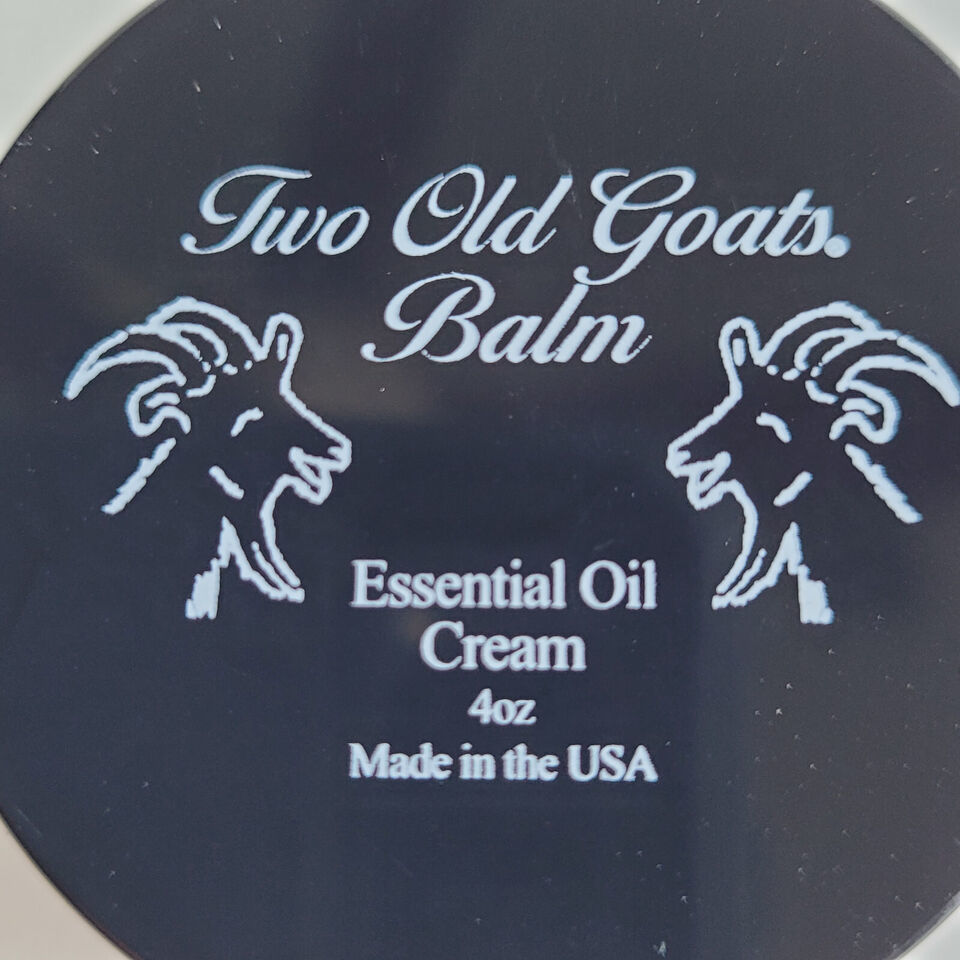 Two Old Goats.
Balm
Essential Oil
Cream
4oz
Made in the USA